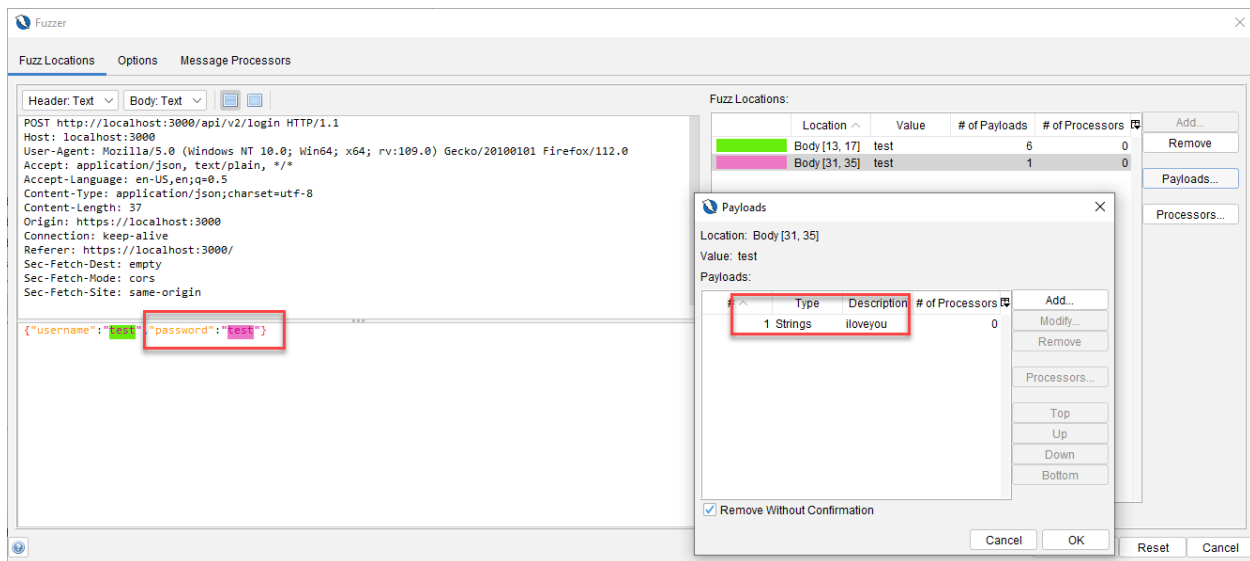 Fuzzer
Fuzz Locations Options Message Processors
Header: Text Body: Text
POST http://localhost:3000/api/v2/login HTTP/1.1
Host: localhost:3000
User-Agent: Mozilla/5.0 (Windows NT 10.0; Win64; x64; rv:109.0) Gecko/20100101 Firefox/112.0
Accept: application/json, text/plain, */*
Accept-Language: en-US,en;q=0.5
Content-Type: application/json;charset=utf-8
Content-Length: 37
Origin: https://localhost:3000
Connection: keep-alive
Referer: https://localhost:3000/
Sec-Fetch-Dest: empty
Sec-Fetch-Mode: cors
Sec-Fetch-Site: same-origin
{"username":"test","password":"test"}
Fuzz Locations:
Location Value # of Payloads # of Processors
Body [13, 17] test 6 0
Body [31, 35] test 1 0
Add...
Remove
Payloads...
Processors...
Payloads
Location: Body [31, 35]
Value: test
Payloads:
# Type Description # of Processors
1 Strings iloveyou 0
Add...
Modify...
Remove
Processors...
Top
Up
Down
Bottom
Remove Without Confirmation
Cancel OK
Reset Cancel